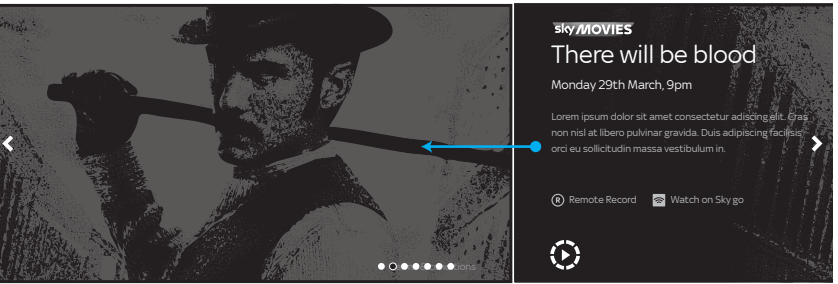 sky MOVIES
There will be blood
Monday 29th March, 9pm
Lorem ipsum dolor sit amet consectetur adiscing elit. Cras
non nisl at libero pulvinar gravida. Duis adipiscing facilisis
orci eu sollicitudin massa vestibulum in.
R Remote Record Watch on Sky go